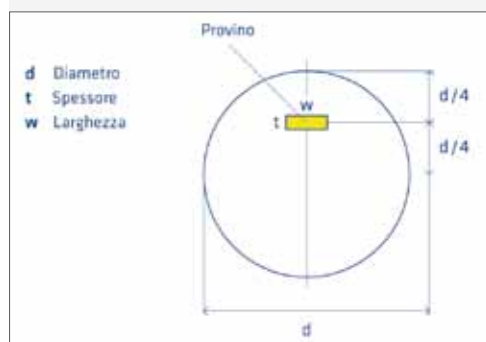 Provino
d Diametro
t Spessore
w Larghezza
w
t
d/4
d/4
d